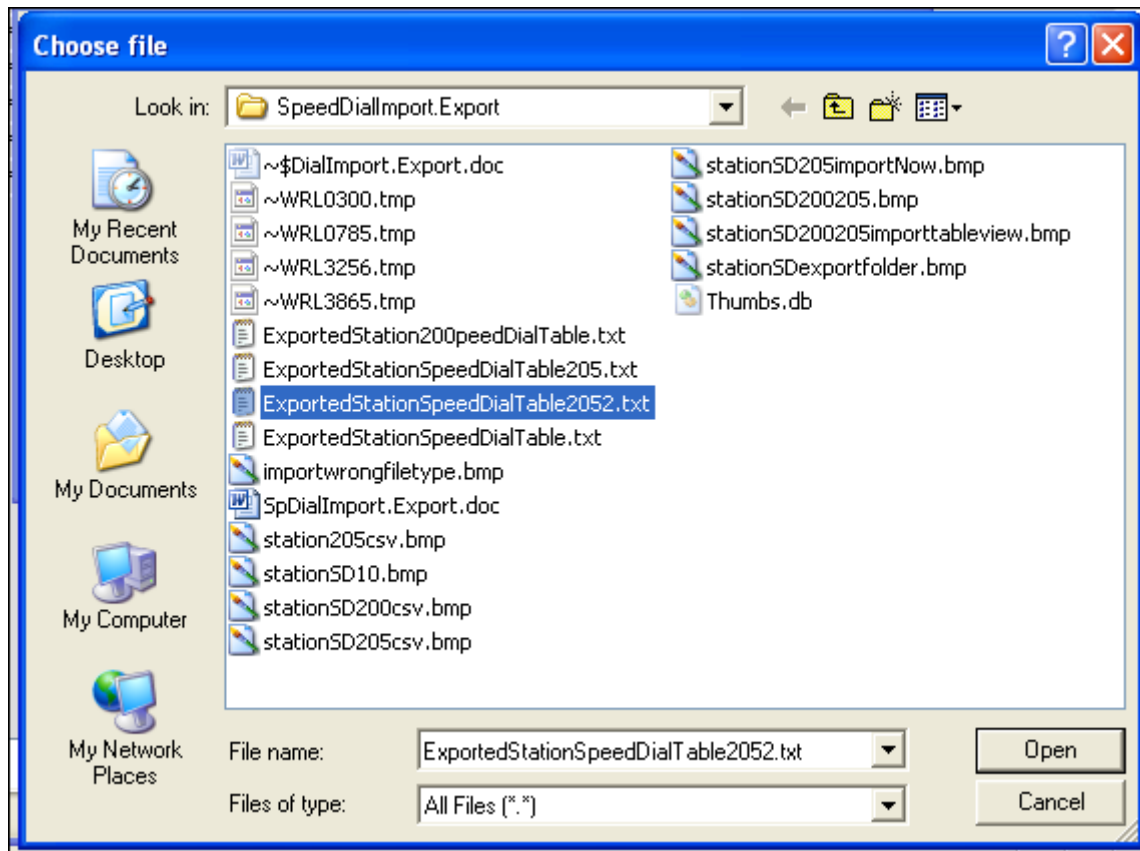 Choose file
Look in:
SpeedDialImport.Export
My Recent
Documents
Desktop
My Documents
My Computer
My Network
Places
~$DialImport.Export.doc
~WRL0300.tmp
~WRL0785.tmp
~WRL3256.tmp
~WRL3865.tmp
ExportedStation200peedDialTable.txt
ExportedStationSpeedDialTable205.txt
ExportedStationSpeedDialTable2052.txt
ExportedStationSpeedDialTable.txt
importwrongfiletype.bmp
SpDialImport.Export.doc
station205csv.bmp
stationSD10.bmp
stationSD200csv.bmp
stationSD205csv.bmp
stationSD205importNow.bmp
stationSD200205.bmp
stationSD200205importtableview.bmp
stationSDexportfolder.bmp
Thumbs.db
File name:
ExportedStationSpeedDialTable2052.txt
Open
Files of type:
All Files (*.*)
Cancel